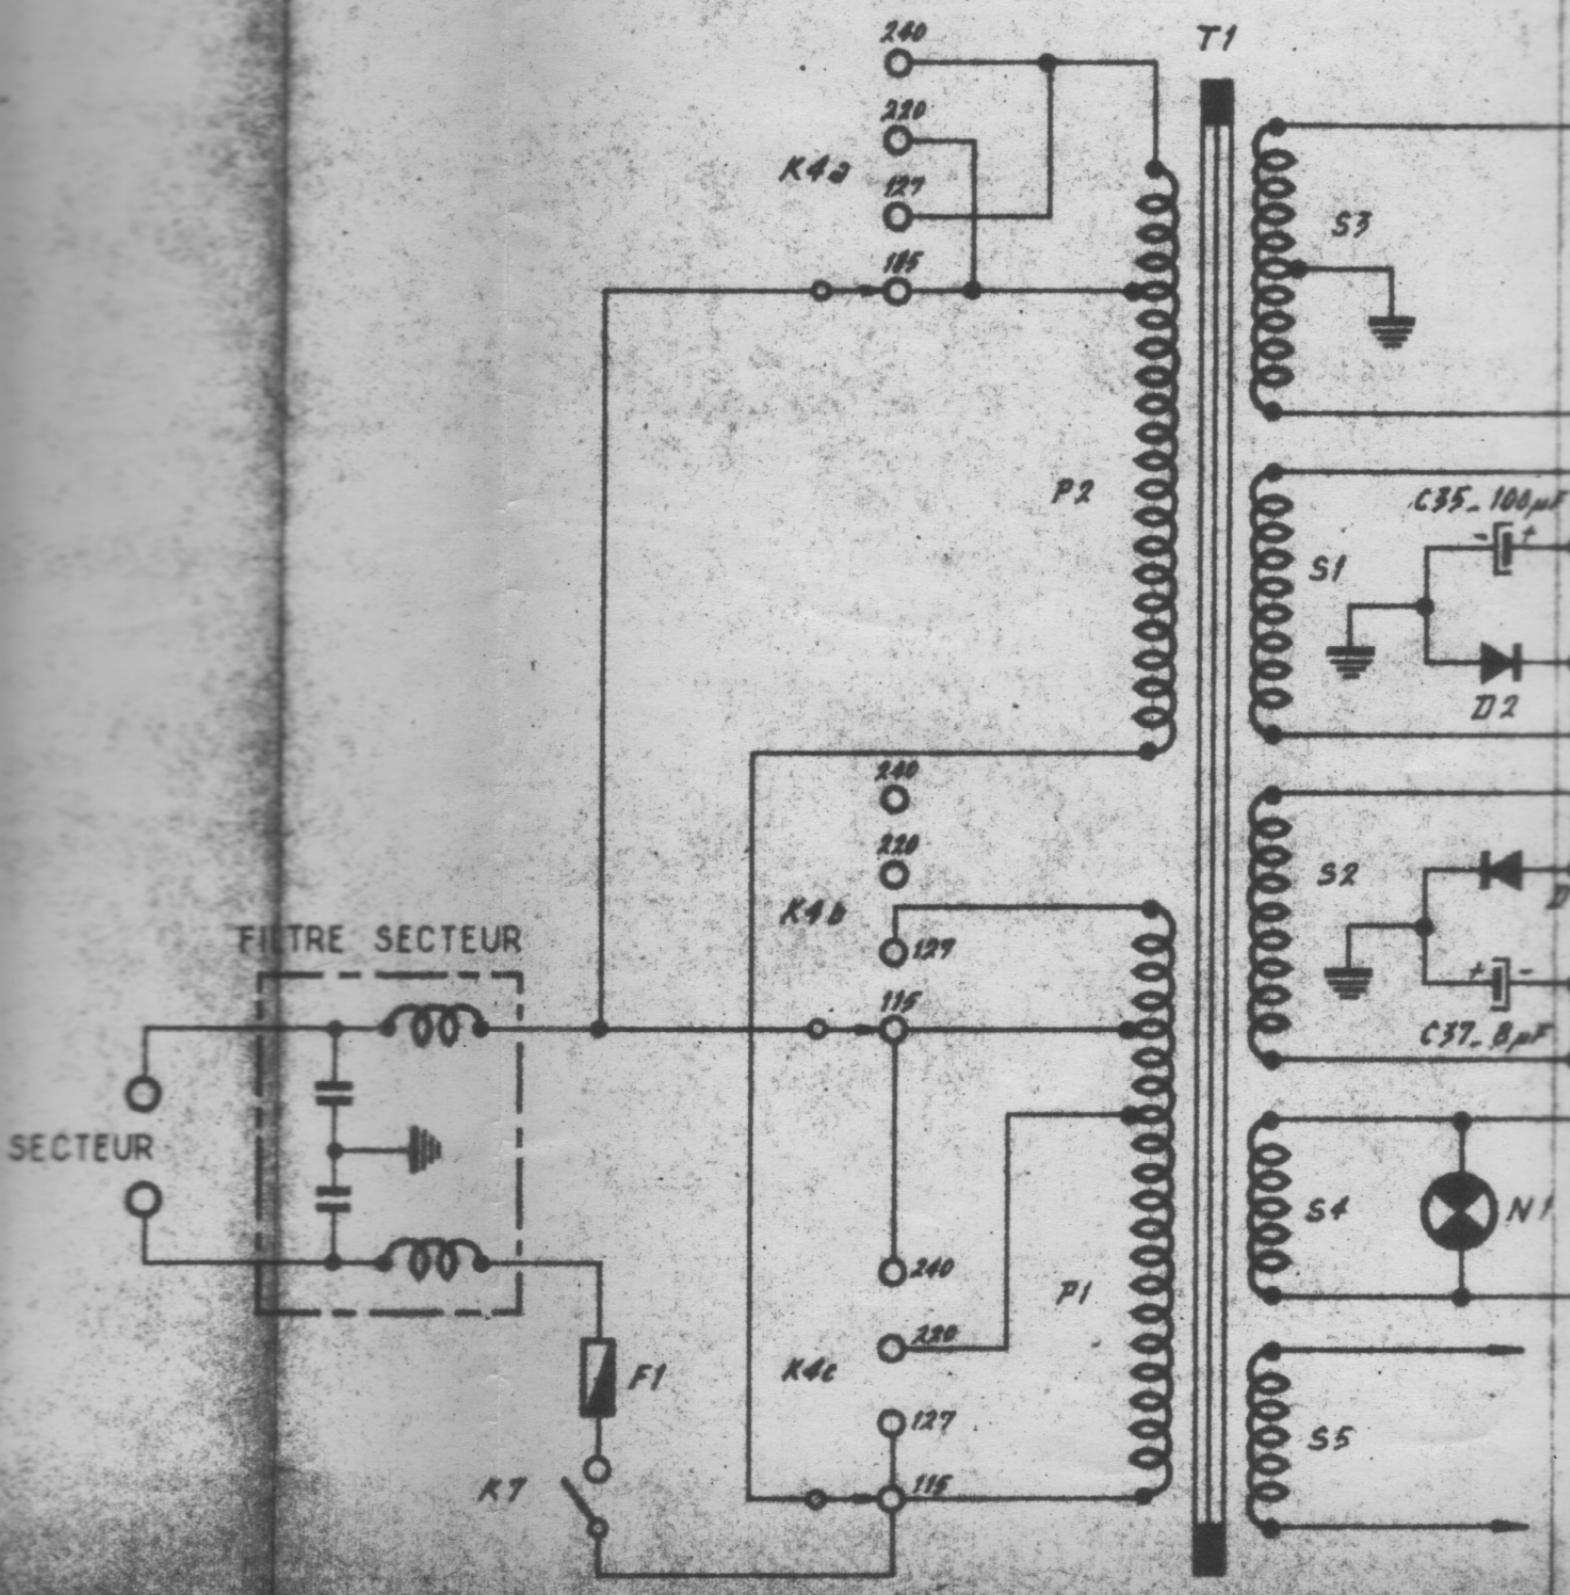 240
T1
220
K4a
127
S3
115
P2
C35_100µF
- +
S1
D2
240
220
S2
K4b
127
D
FILTRE SECTEUR
115
+ -
C37_8µF
SECTEUR
S4
N1
240
P1
220
F1
K4c
127
S5
K7
115